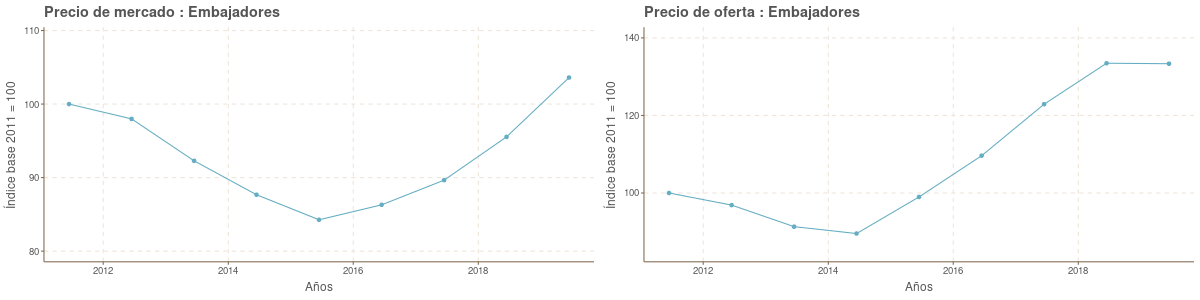 Precio de mercado : Embajadores
110
100
90
80
Índice base 2011 = 100
2012
2014
2016
2018
Años
Precio de oferta : Embajadores
140
120
100
Índice base 2011 = 100
2012
2014
2016
2018
Años